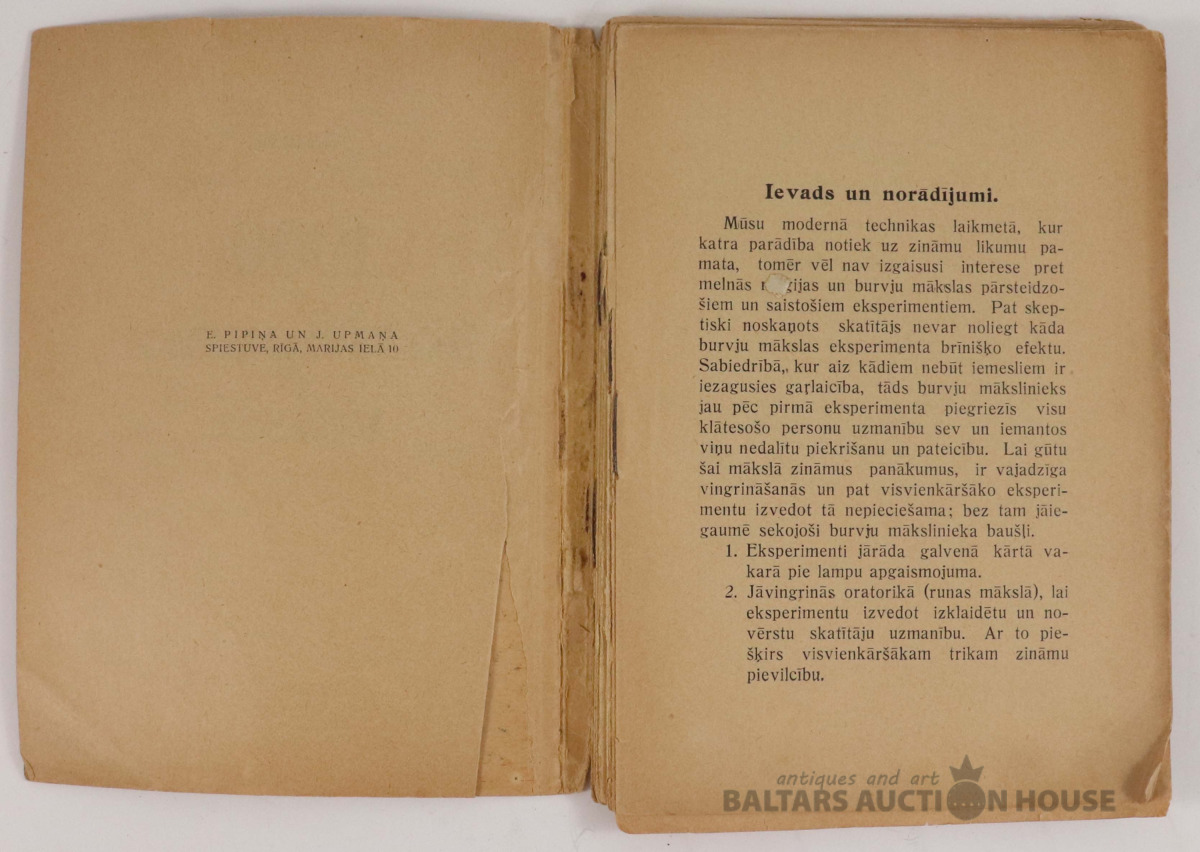 E. PIPIŅA UN J. UPMAŅA
SPIESTUVE, RĪGĀ, MARIJAS IELĀ 10
Ievads un norādījumi.
Mūsu modernā technikas laikmetā, kur
katra parādība notiek uz zināmu likumu pa-
mata, tomēr vēl nav izgaisusi interese pret
melnās un burvju mākslas pārsteidzo-
šiem un saistošiem eksperimentiem. Pat skep-
tiski noskaņots skatītājs nevar noliegt kāda
burvju mākslas eksperimenta brīnišķo efektu.
Sabiedrībā,, kur aiz kādiem nebūt iemesliem ir
iezagusies gaŗlaicība, tāds burvju mākslinieks
jau pēc pirmā eksperimenta piegriezīs visu
klātesošo personu uzmanību sev un iemantos
viņu nedalītu piekrišanu un pateicību. Lai gūtu
šai mākslā zināmus panākumus, ir vajadzīga
vingrināšanās un pat visvienkāršāko eksperi-
mentu izvedot tā nepieciešama; bez tam jāie-
gaumē sekojoši burvju mākslinieka baušļi.
1. Eksperimenti jārāda galvenā kārtā va-
karā pie lampu apgaismojuma.
2. Jāvingrinās oratorikā (runas mākslā), lai
eksperimentu izvedot izklaidētu un no-
vērstu skatītāju uzmanību. Ar to pie-
šķirs visvienkāršākam trikam zināmu
pievilcību.
antiques and art
BALTARS AUCTION HOUSE